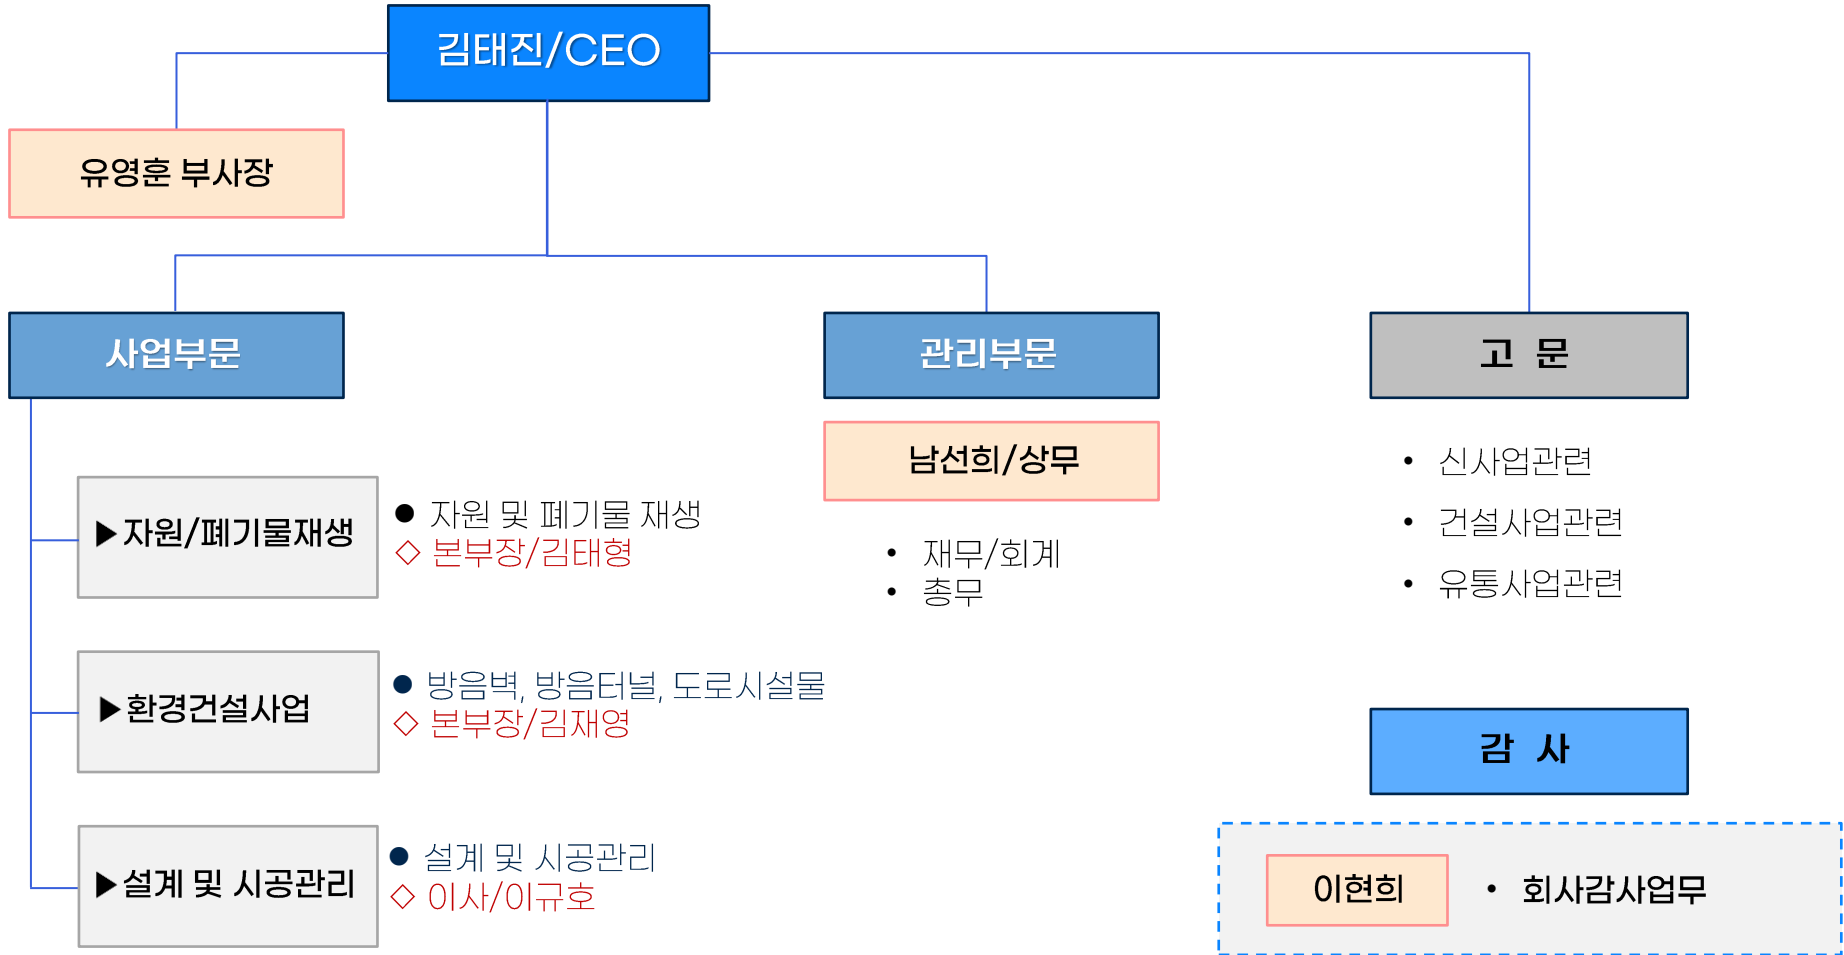 김태진/CEO
유영훈 부사장
사업부문
▶자원/폐기물재생
● 자원 및 폐기물 재생
◇ 본부장/김태형
▶환경건설사업
● 방음벽, 방음터널, 도로시설물
◇ 본부장/김재영
▶설계 및 시공관리
● 설계 및 시공관리
◇ 이사/이규호
관리부문
남선희/상무
• 재무/회계
• 총무
고 문
• 신사업관련
• 건설사업관련
• 유통사업관련
감 사
이현희
• 회사감사업무